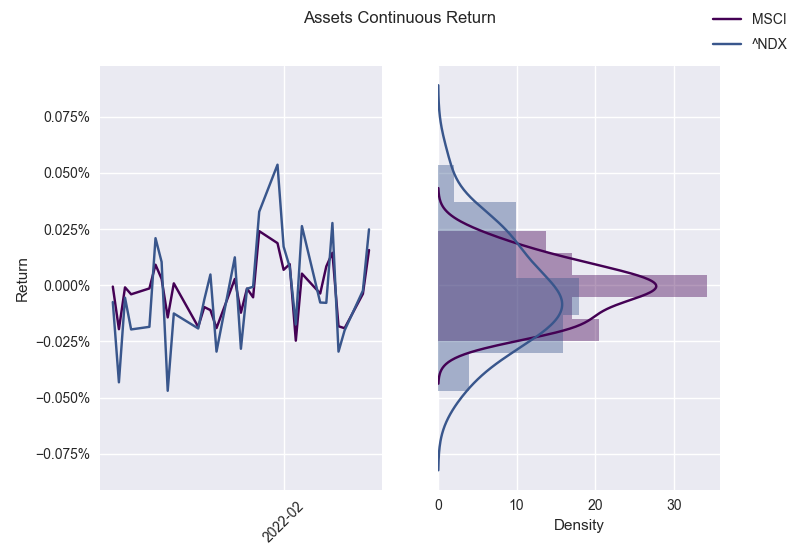 Assets Continuous Return
MSCI
^NDX
0.075%
0.050%
0.025%
0.000%
−0.025%
−0.050%
−0.075%
Return
2022-02
0 10 20 30
Density